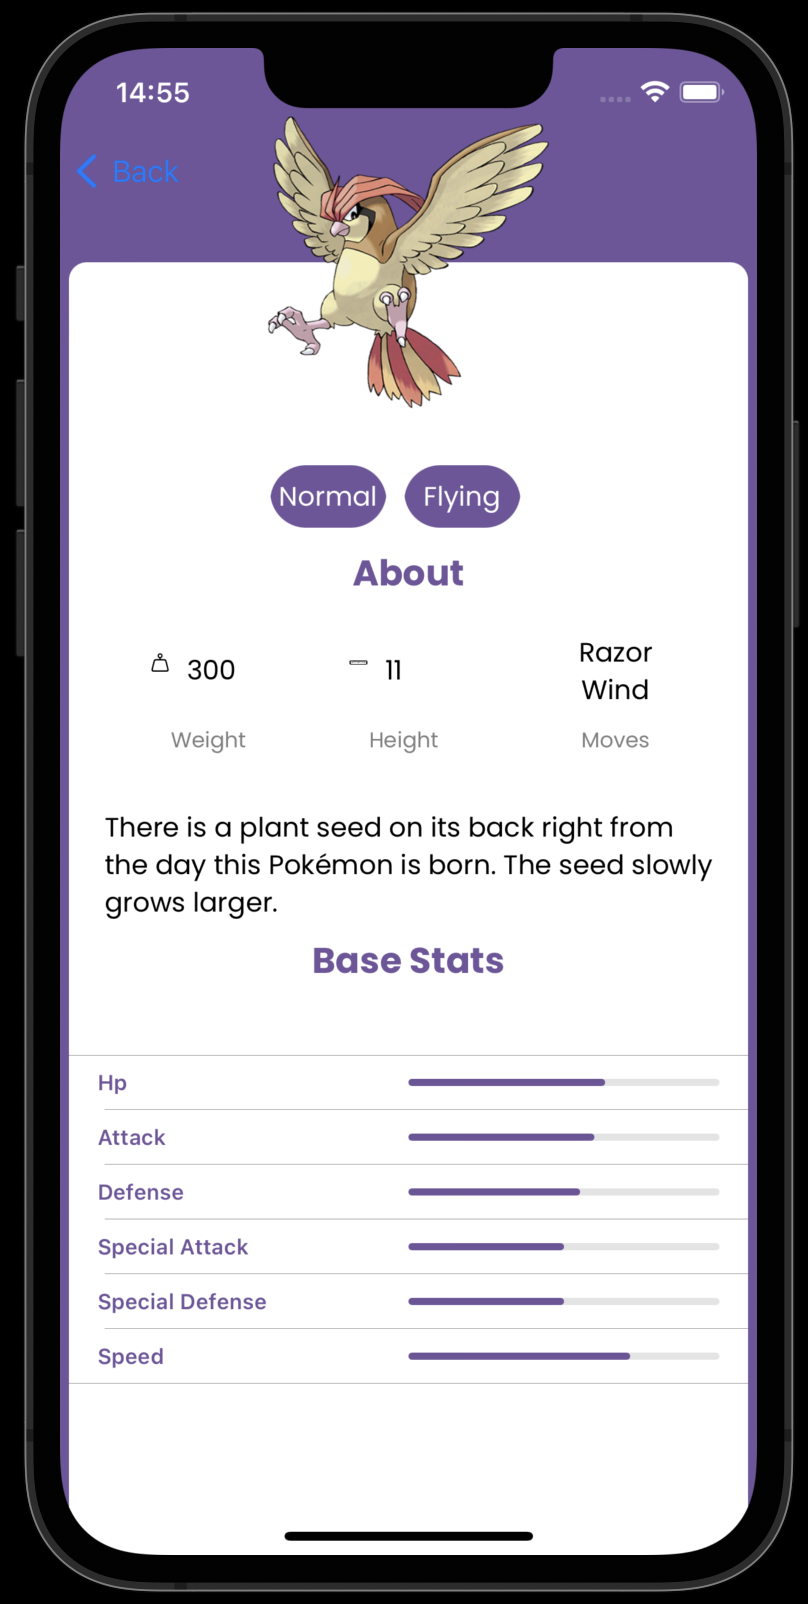 14:55
Back
Normal Flying
About
300 11 Razor
Wind
Weight Height Moves
There is a plant seed on its back right from
the day this Pokémon is born. The seed slowly
grows larger.
Base Stats
Hp
Attack
Defense
Special Attack
Special Defense
Speed